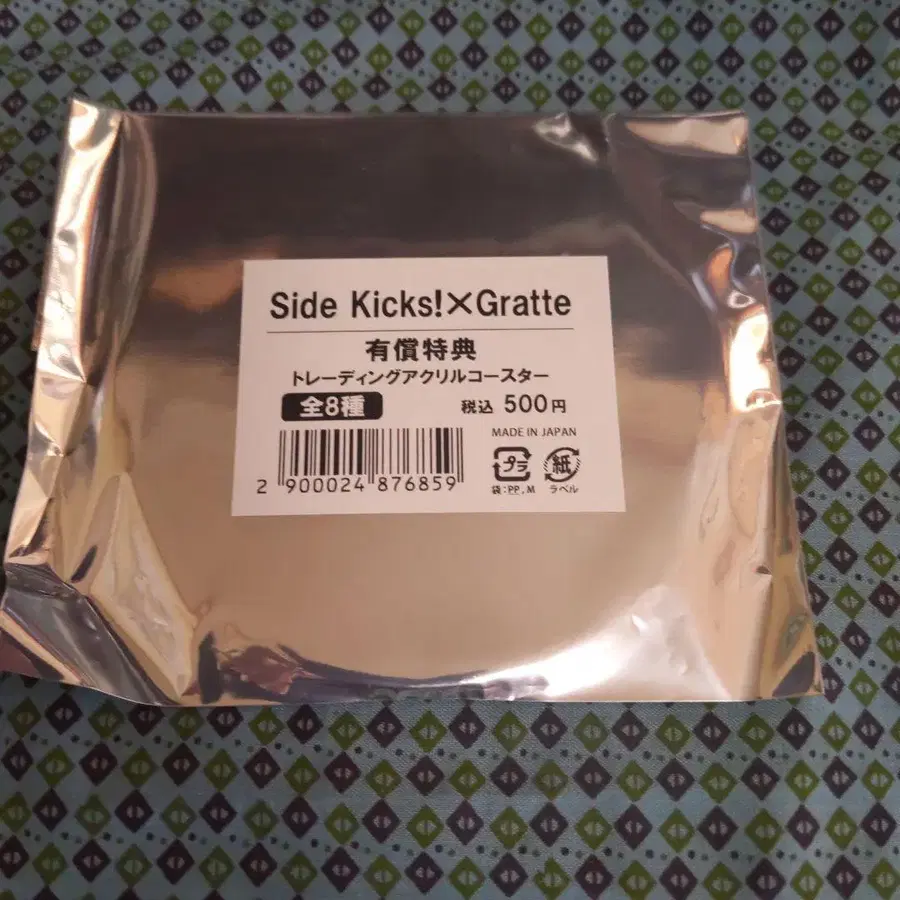 Side Kicks!×Gratte
有償特典
トレーディングアクリルコースター
全8種 税込 500円
MADE IN JAPAN
2 900024 876859
プラ 紙
袋:PP,M ラベル